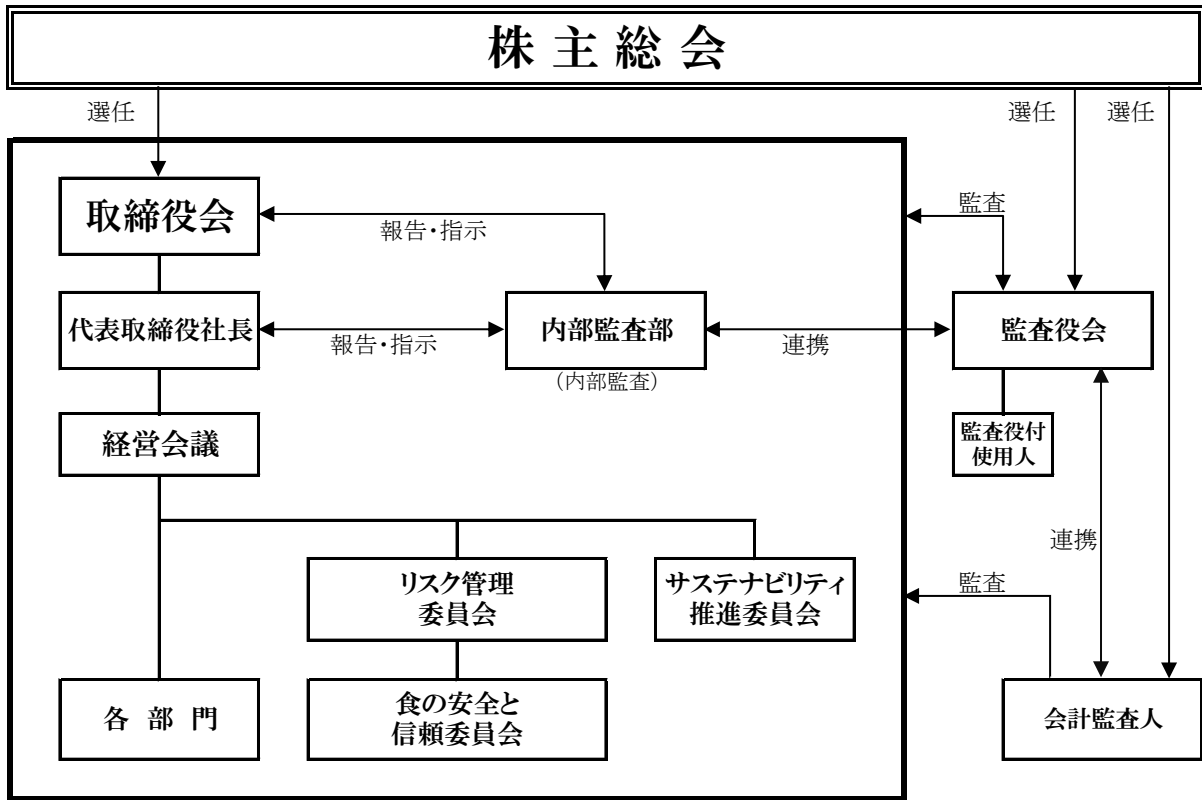 株主総会
選任
選任
選任
取締役会
報告・指示
監査
代表取締役社長
報告・指示
内部監査部
(内部監査)
連携
監査役会
経営会議
監査役付
使用人
連携
リスク管理
委員会
サステナビリティ
推進委員会
監査
各部門
食の安全と
信頼委員会
会計監査人